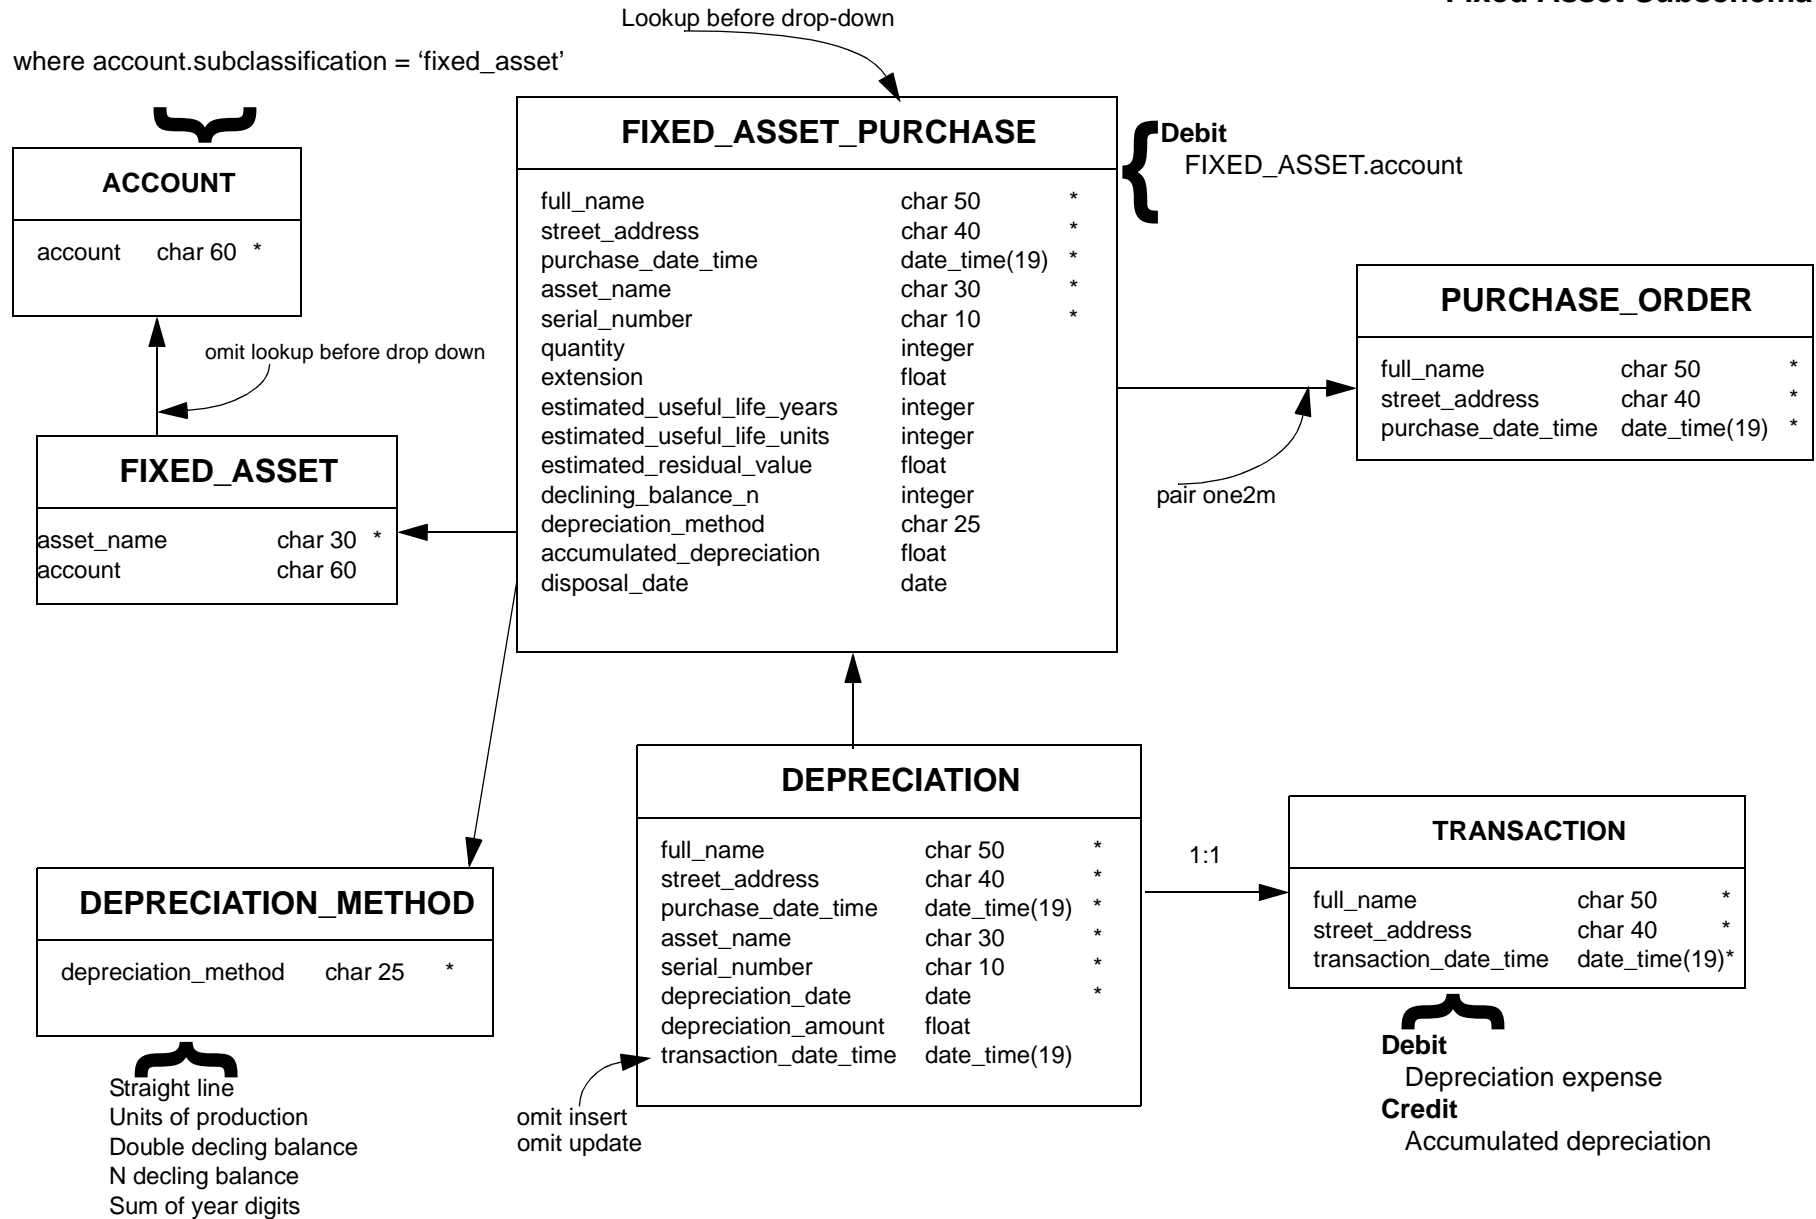 Fixed Asset Subschema
Lookup before drop-down
where account.subclassification = ‘fixed_asset’
FIXED_ASSET_PURCHASE
full_name char 50 *
street_address char 40 *
purchase_date_time date_time(19) *
asset_name char 30 *
serial_number char 10 *
quantity integer
extension float
estimated_useful_life_years integer
estimated_useful_life_units integer
estimated_residual_value float
declining_balance_n integer
depreciation_method char 25
accumulated_depreciation float
disposal_date date
Debit
FIXED_ASSET.account
ACCOUNT
account char 60 *
omit lookup before drop down
PURCHASE_ORDER
full_name char 50 *
street_address char 40 *
purchase_date_time date_time(19) *
pair one2m
FIXED_ASSET
asset_name char 30 *
account char 60
DEPRECIATION
full_name char 50 *
street_address char 40 *
purchase_date_time date_time(19) *
asset_name char 30 *
serial_number char 10 *
depreciation_date date *
depreciation_amount float
transaction_date_time date_time(19)
1:1
TRANSACTION
full_name char 50 *
street_address char 40 *
transaction_date_time date_time(19)*
Debit
Depreciation expense
Credit
Accumulated depreciation
DEPRECIATION_METHOD
depreciation_method char 25 *
Straight line
Units of production
Double decling balance
N decling balance
Sum of year digits
omit insert
omit update